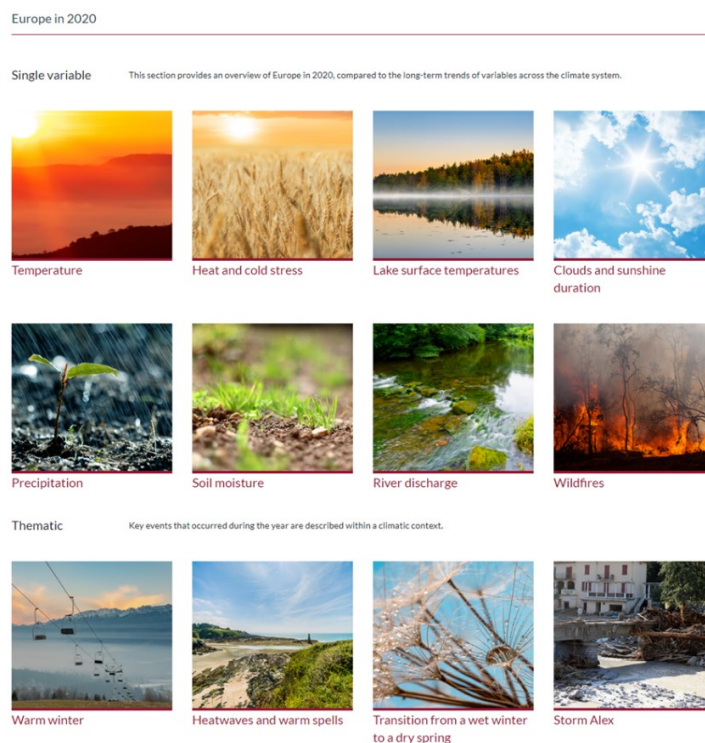 Europe in 2020
Single variable
This section provides an overview of Europe in 2020, compared to the long-term trends of variables across the climate system.
Temperature
Heat and cold stress
Lake surface temperatures
Clouds and sunshine
duration
Precipitation
Soil moisture
River discharge
Wildfires
Thematic
Key events that occurred during the year are described within a climatic context.
Warm winter
Heatwaves and warm spells
Transition from a wet winter
to a dry spring
Storm Alex